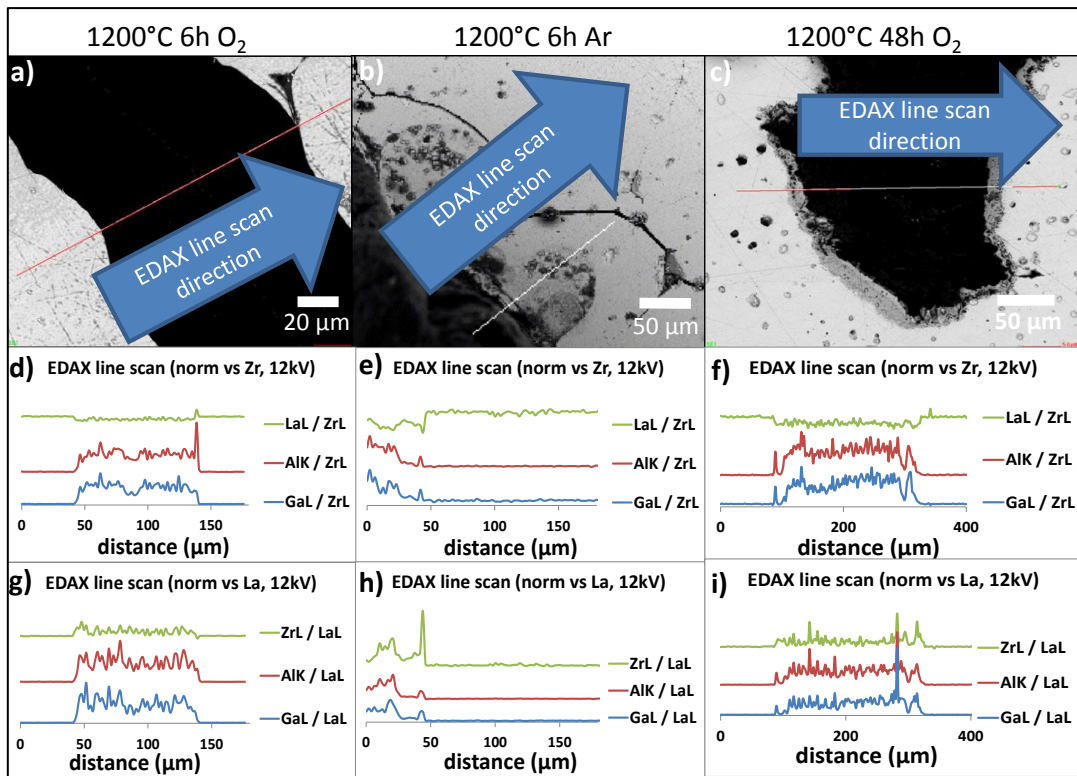 1200°C 6h O₂
1200°C 6h Ar
1200°C 48h O₂
a)
EDAX line scan
direction
20 µm
b)
EDAX line scan
direction
50 µm
c)
EDAX line scan
direction
50 µm
d)
EDAX line scan (norm vs Zr, 12kV)
LaL / ZrL
AlK / ZrL
GaL / ZrL
0 50 100 150
distance (µm)
e)
EDAX line scan (norm vs Zr, 12kV)
LaL / ZrL
AlK / ZrL
GaL / ZrL
0 50 100 150
distance (µm)
f)
EDAX line scan (norm vs Zr, 12kV)
LaL / ZrL
AlK / ZrL
GaL / ZrL
0 200 400
distance (µm)
g)
EDAX line scan (norm vs La, 12kV)
ZrL / LaL
AlK / LaL
GaL / LaL
0 50 100 150
distance (µm)
h)
EDAX line scan (norm vs La, 12kV)
ZrL / LaL
AlK / LaL
GaL / LaL
0 50 100 150
distance (µm)
i)
EDAX line scan (norm vs La, 12kV)
ZrL / LaL
AlK / LaL
GaL / LaL
0 200 400
distance (µm)